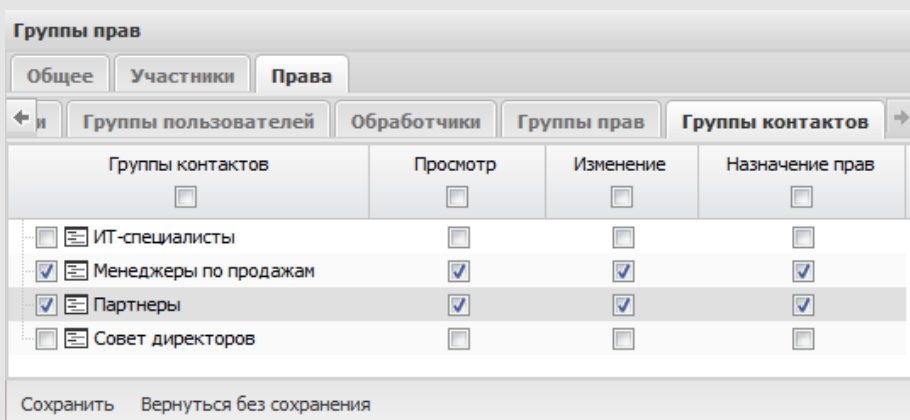 Группы прав
Общее Участники Права
и Группы пользователей Обработчики Группы прав Группы контактов
Группы контактов Просмотр Изменение Назначение прав
ИТ-специалисты
Менеджеры по продажам
Партнеры
Совет директоров
Сохранить Вернуться без сохранения